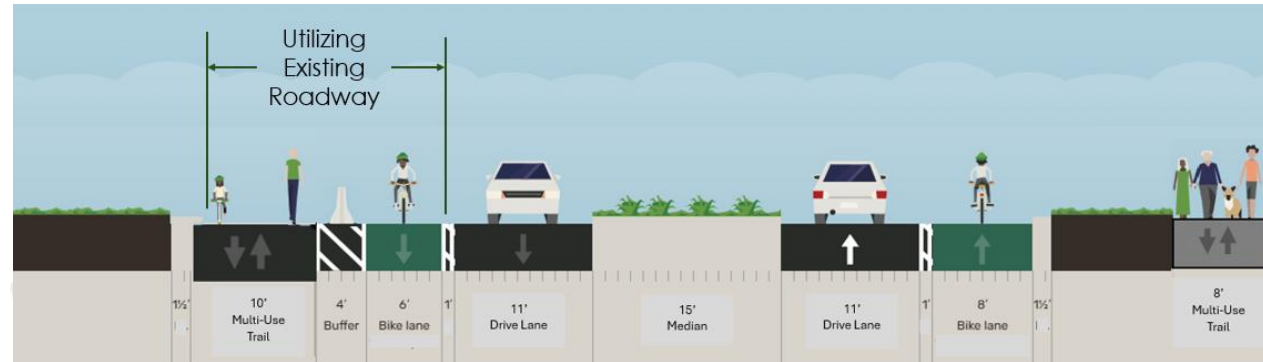 Utilizing
Existing
Roadway
1½'
10'
Multi-Use
Trail
4'
Buffer
6'
Bike lane
1'
11'
Drive Lane
15'
Median
11'
Drive Lane
1'
8'
Bike lane
1½'
8'
Multi-Use
Trail